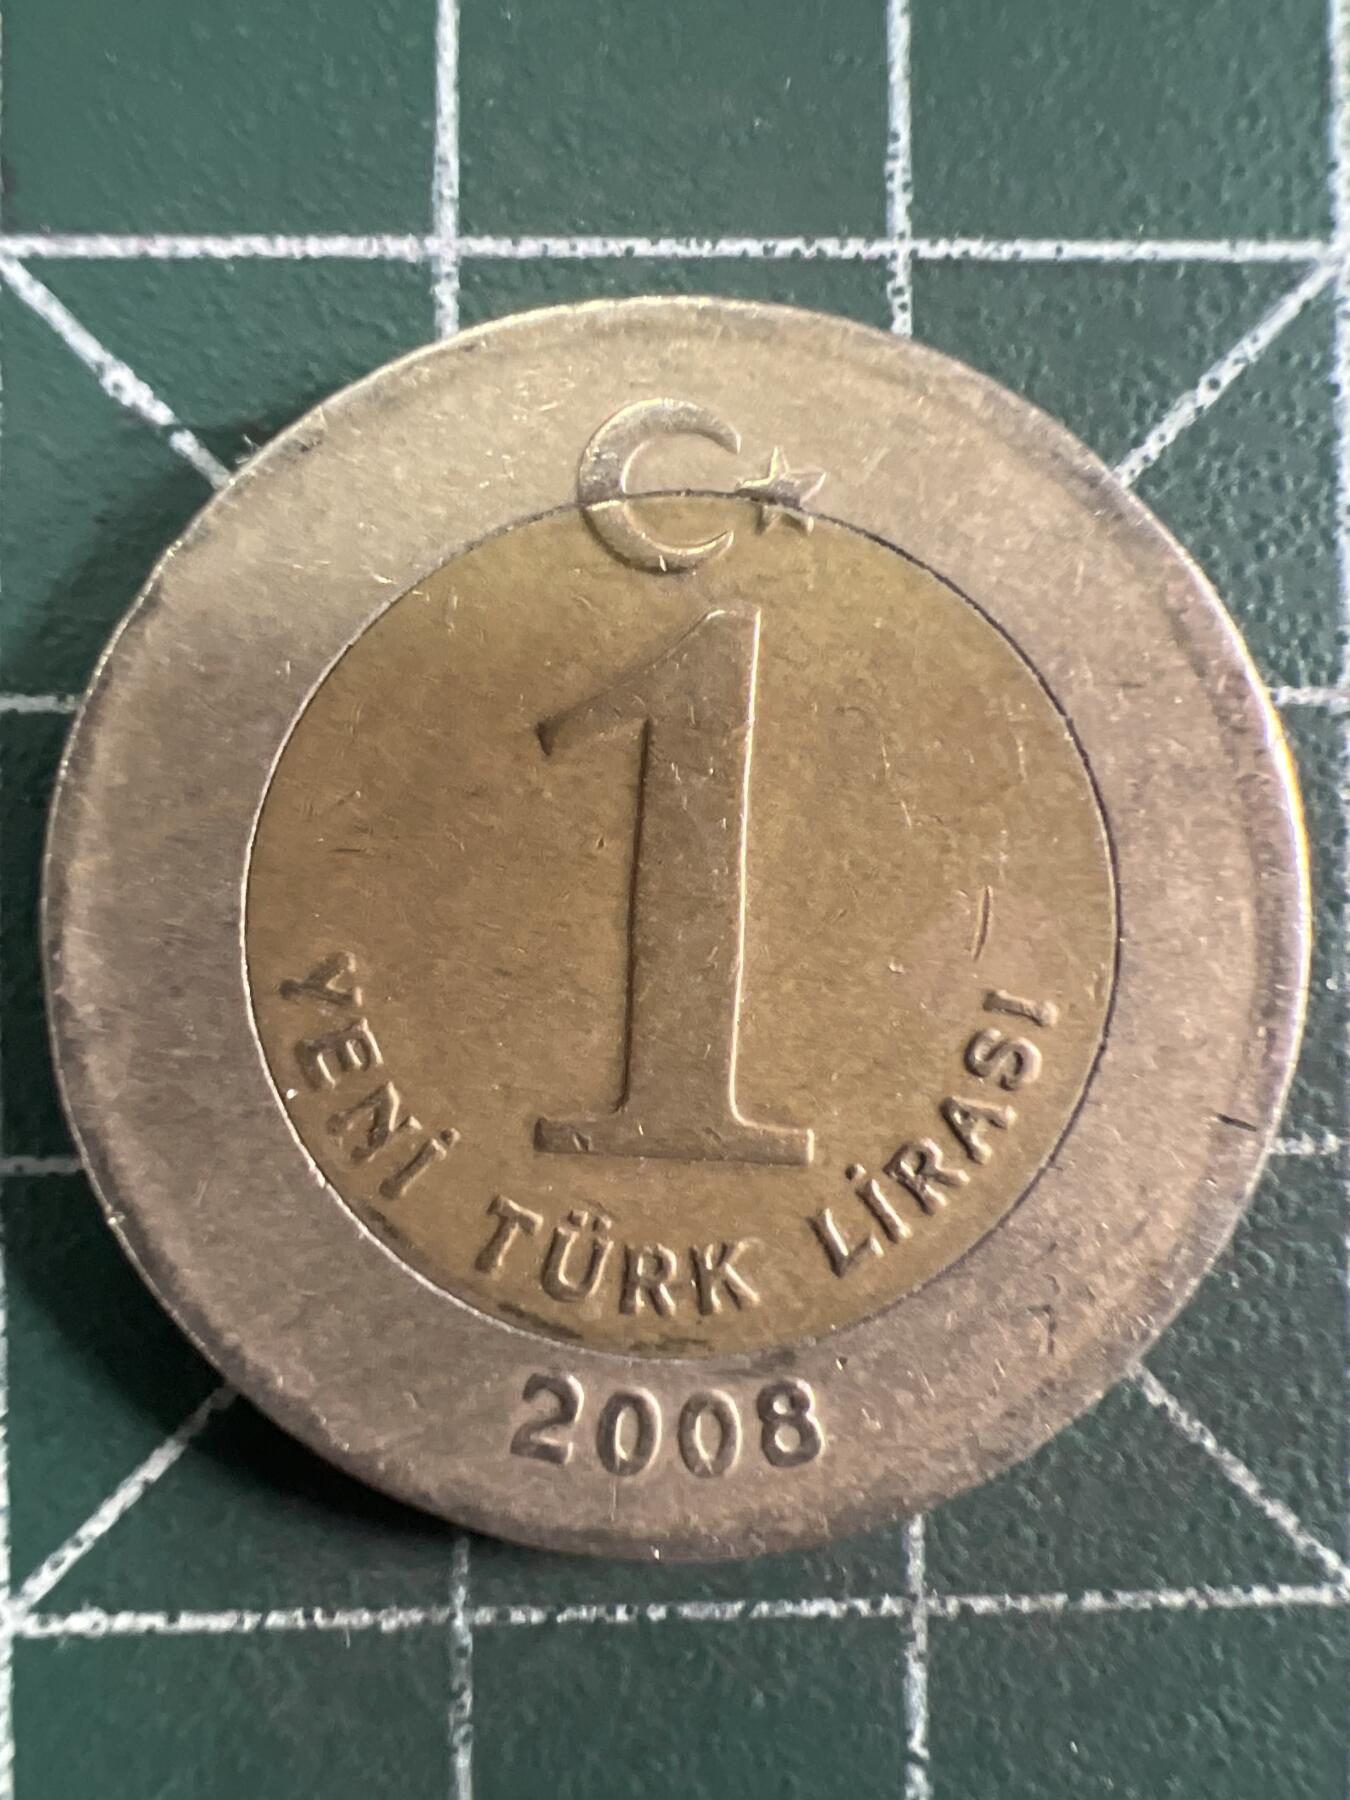 1
YENİ TÜRK LİRASI
2008